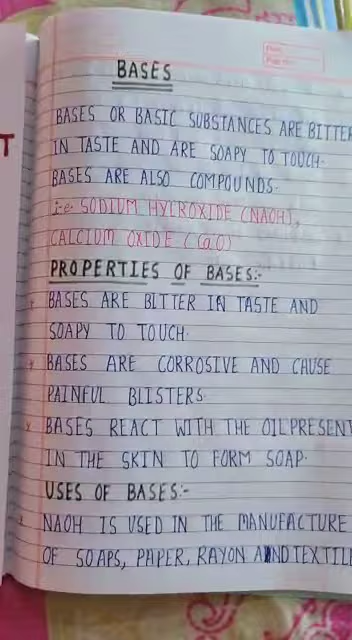 BASES
BASES OR BASIC SUBSTANCES ARE BITTER
IN TASTE AND ARE SOAPY TO TOUCH.
BASES ARE ALSO COMPOUNDS.
i.e. SODIUM HYCROXIDE (NAOH),
CALCIUM OXIDE (CaO)
PROPERTIES OF BASES:-
BASES ARE BITTER IN TASTE AND
SOAPY TO TOUCH.
BASES ARE CORROSIVE AND CAUSE
PAINFUL BLISTERS.
BASES REACT WITH THE OIL PRESENT
IN THE SKIN TO FORM SOAP.
USES OF BASES:-
NAOH IS USED IN THE MANUFACTURE
OF SOAPS, PAPER, RAYON AND TEXTILE